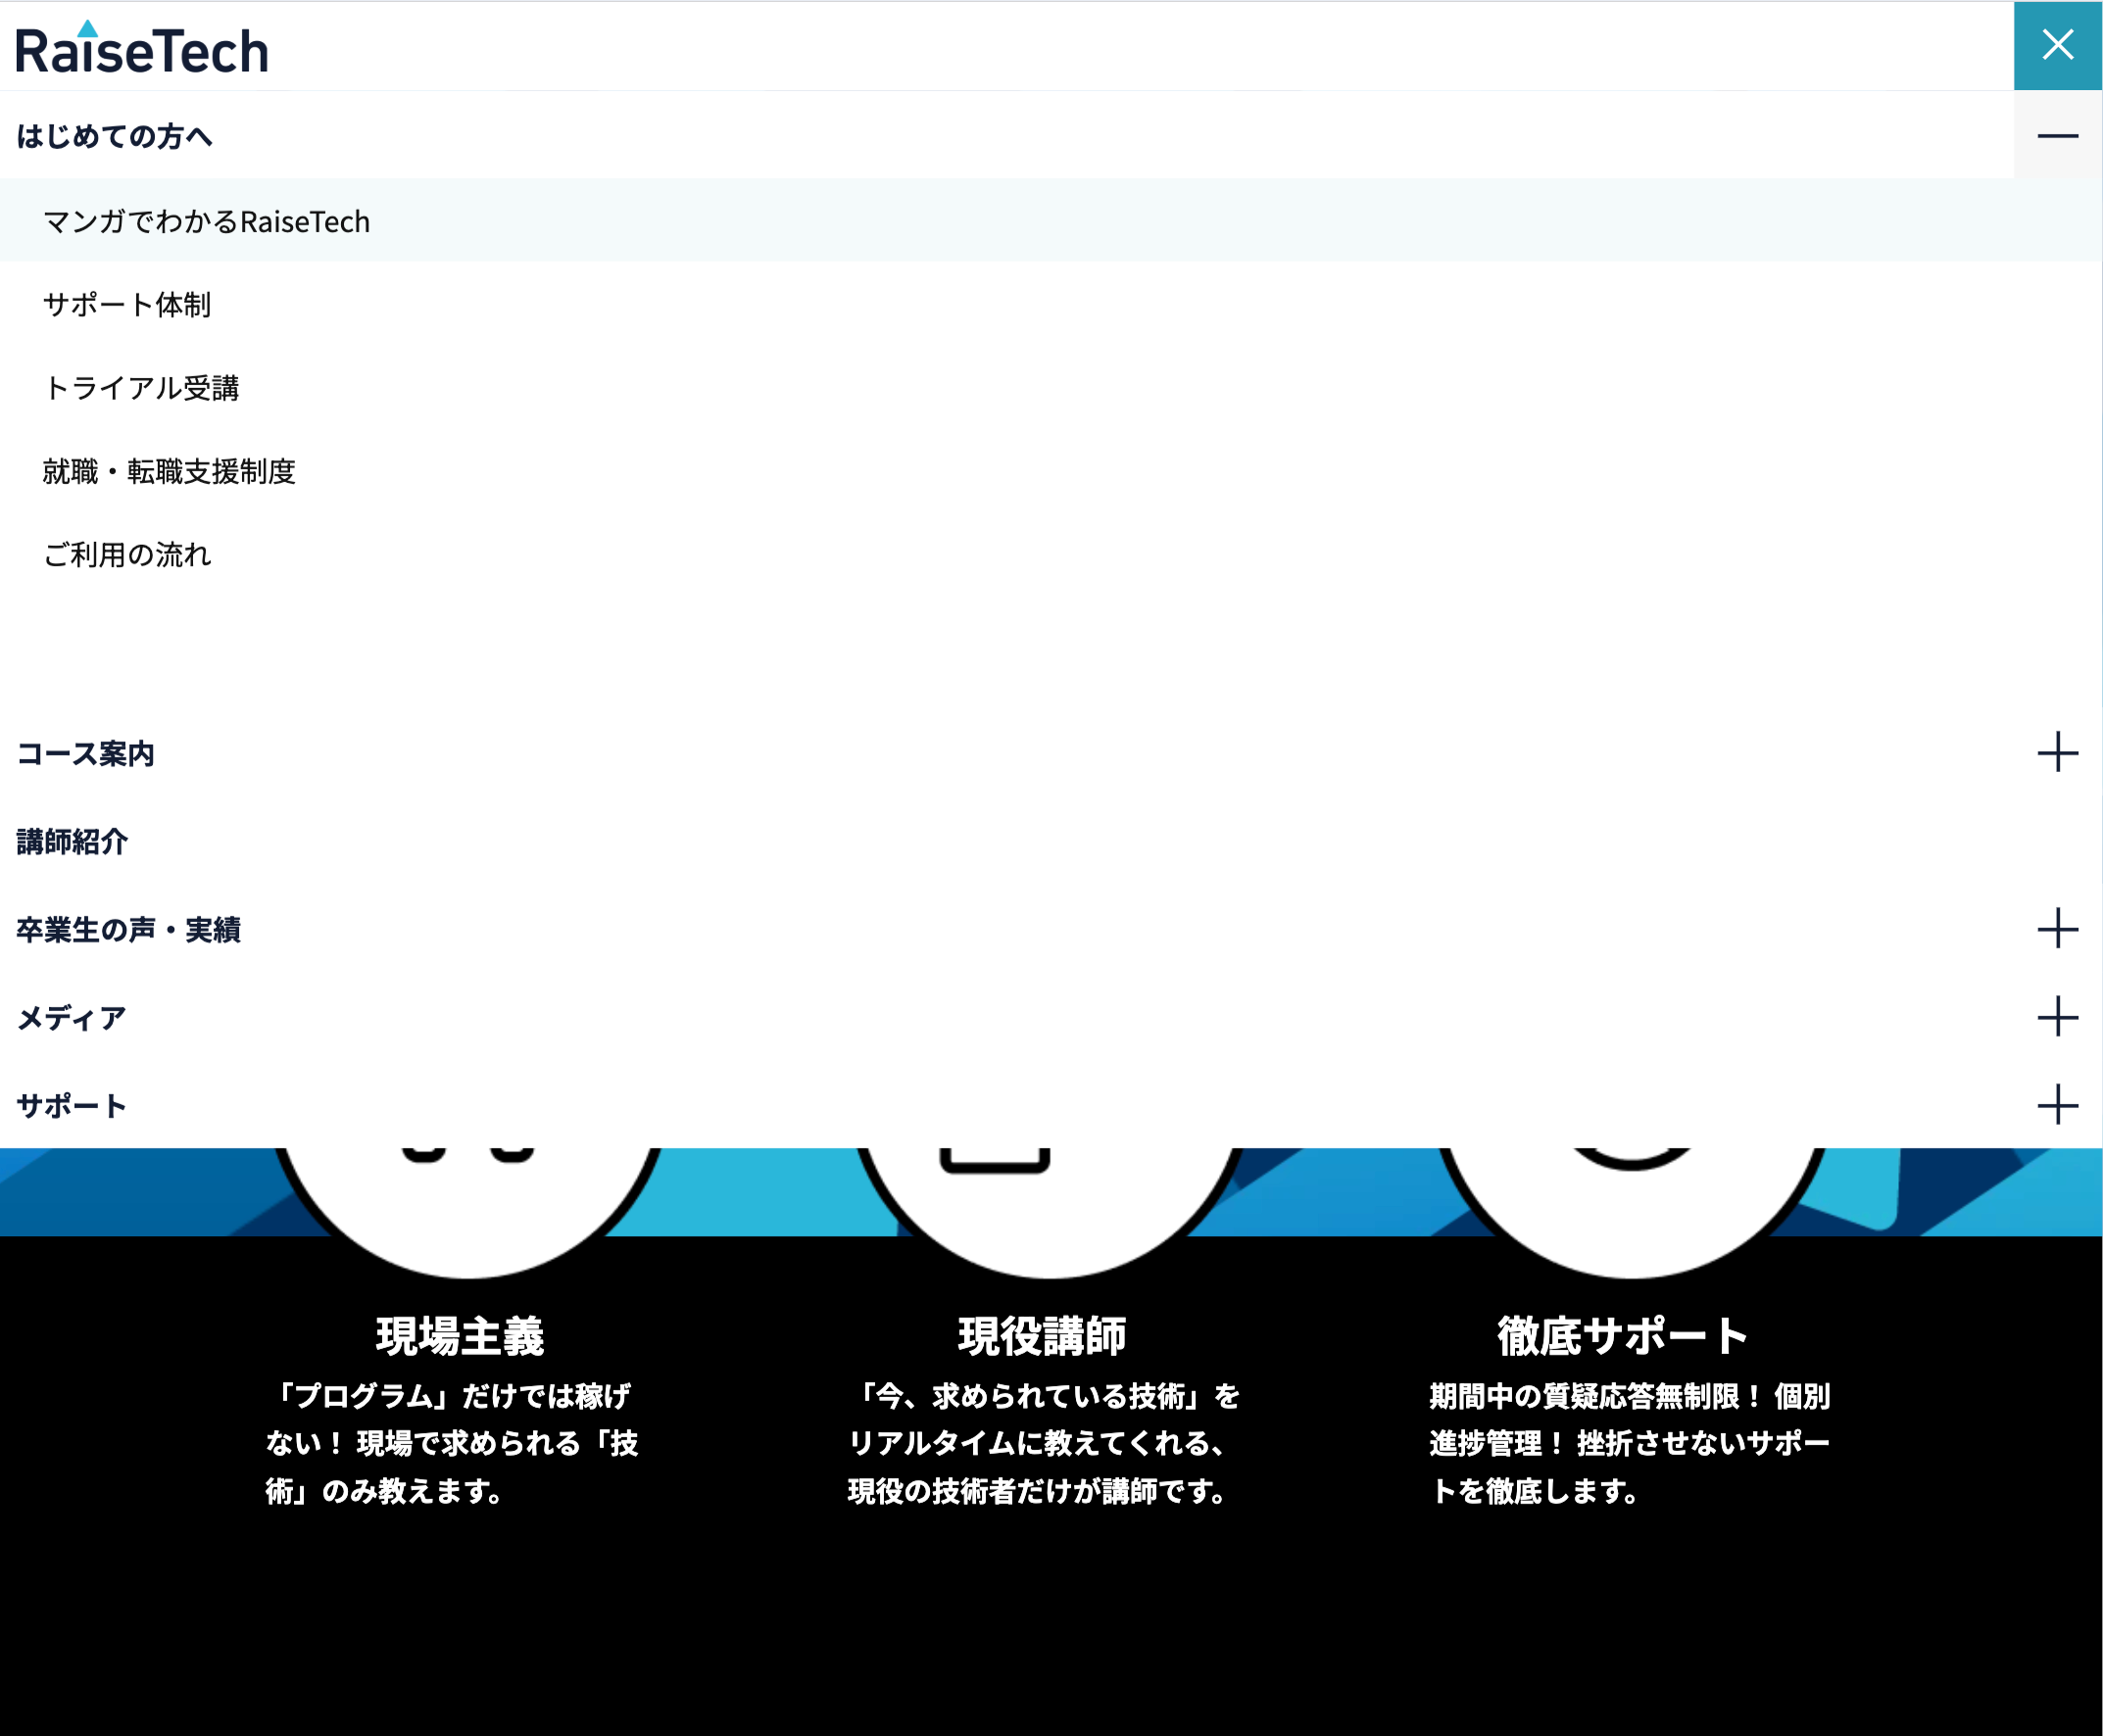 RaiseTech
はじめての方へ
マンガでわかるRaiseTech
サポート体制
トライアル受講
就職・転職支援制度
ご利用の流れ
コース案内
講師紹介
卒業生の声・実績
メディア
サポート
現場主義
「プログラム」だけでは稼げ
ない！ 現場で求められる「技
術」のみ教えます。
現役講師
「今、求められている技術」を
リアルタイムに教えてくれる、
現役の技術者だけが講師です。
徹底サポート
期間中の質疑応答無制限！ 個別
進捗管理！ 挫折させないサポー
トを徹底します。